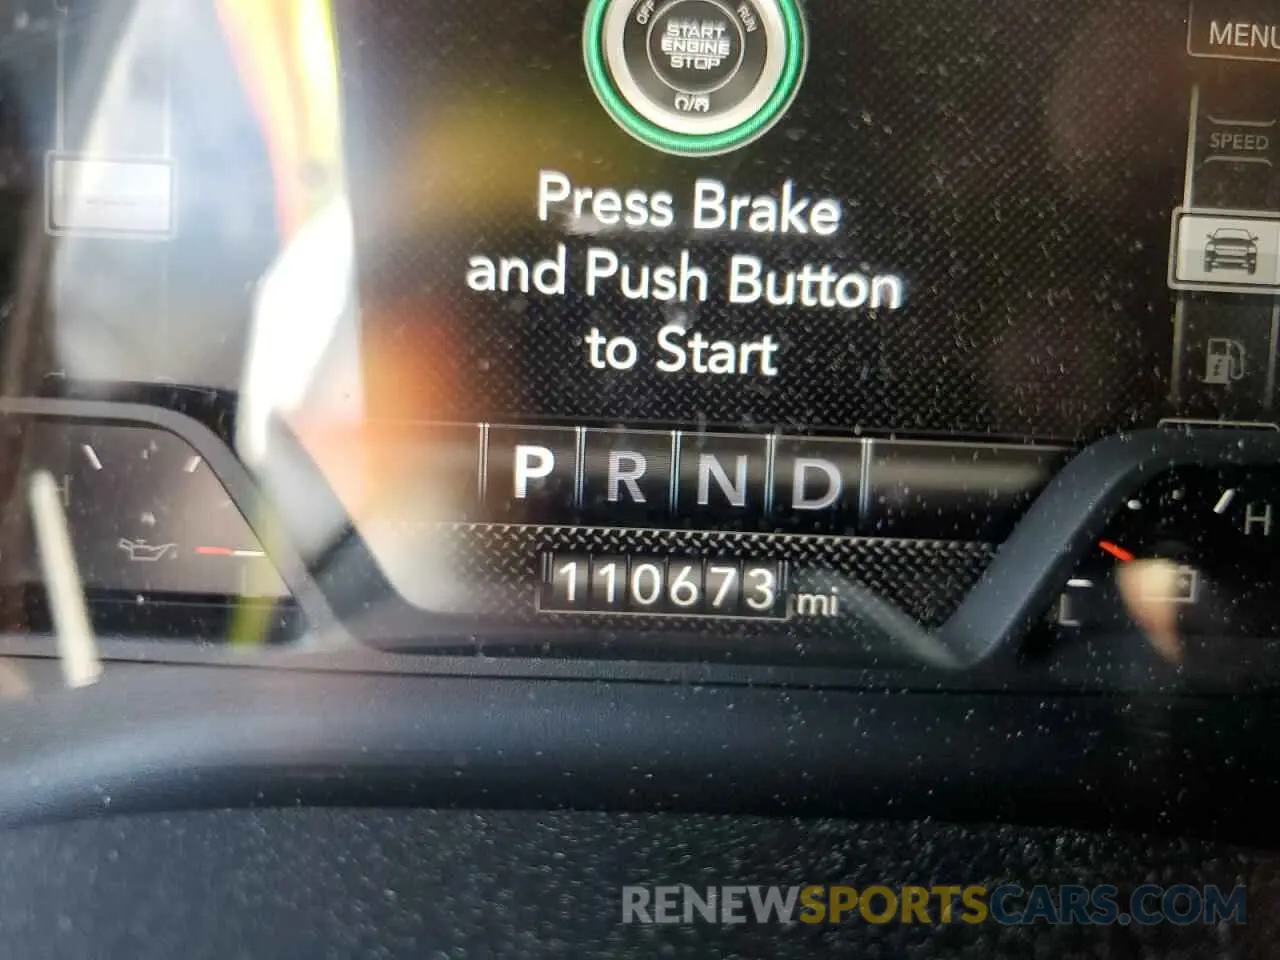 OFF RUN
START
ENGINE
STOP
MENU
SPEED
Press Brake
and Push Button
to Start
P R N D
H
H
110673 mi
L
RENEWSPORTSCARS.COM